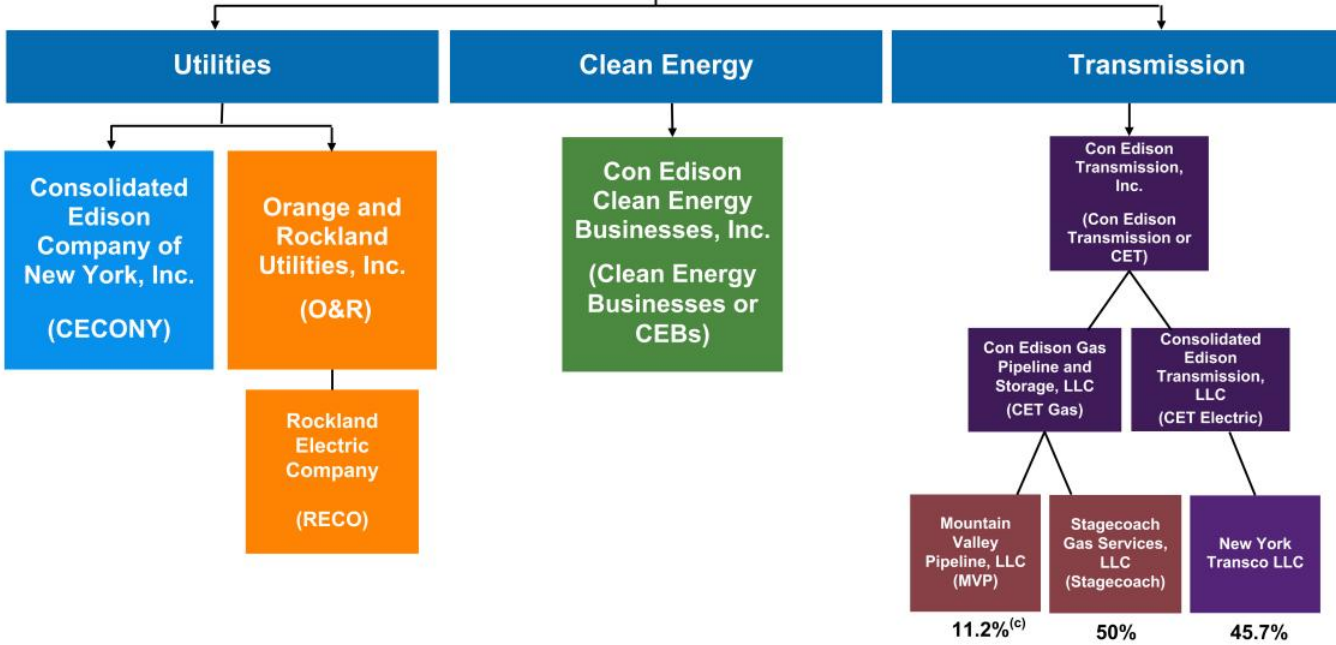 Utilities
Clean Energy
Transmission
Consolidated
Edison
Company of
New York, Inc.
(CECONY)
Orange and
Rockland
Utilities, Inc.
(O&R)
Rockland
Electric
Company
(RECO)
Con Edison
Clean Energy
Businesses, Inc.
(Clean Energy
Businesses or
CEBs)
Con Edison
Transmission,
Inc.
(Con Edison
Transmission or
CET)
Con Edison Gas
Pipeline and
Storage, LLC
(CET Gas)
Consolidated
Edison
Transmission,
LLC
(CET Electric)
Mountain
Valley
Pipeline, LLC
(MVP)
11.2%(c)
Stagecoach
Gas Services,
LLC
(Stagecoach)
50%
New York
Transco LLC
45.7%